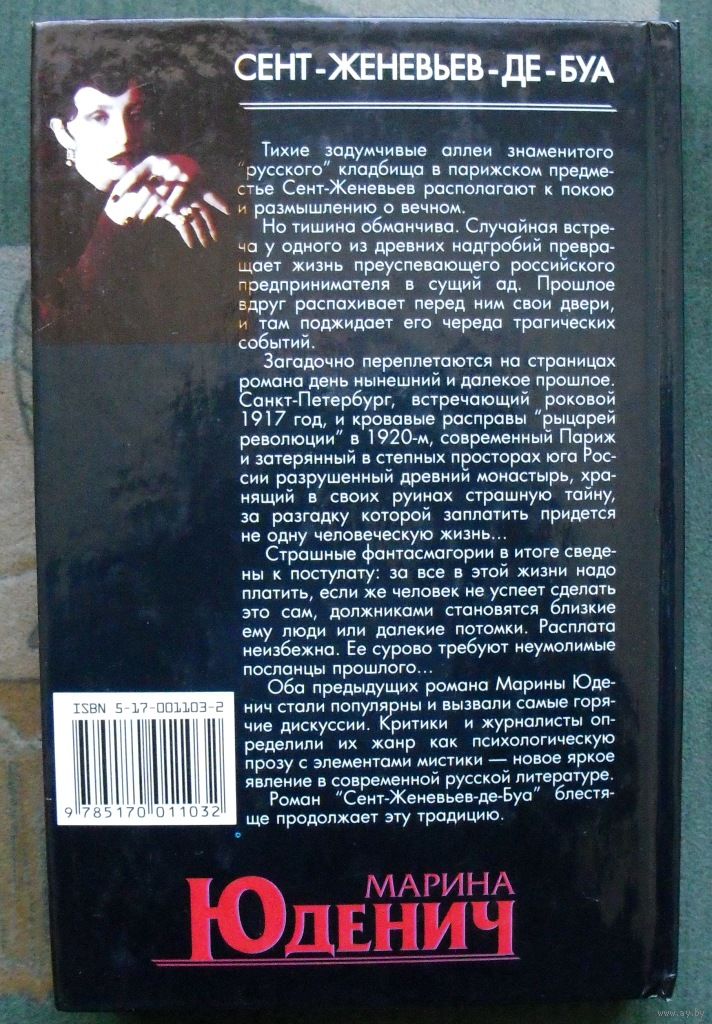 СЕНТ-ЖЕНЕВЬЕВ-ДЕ-БУА
Тихие задумчивые аллеи знаменитого
"русского" кладбища в парижском предмес-
тье Сент-Женевьев располагают к покою
и размышлению о вечном.
Но тишина обманчива. Случайная встре-
ча у одного из древних надгробий превра-
щает жизнь преуспевающего российского
предпринимателя в сущий ад. Прошлое
вдруг распахивает перед ним свои двери,
и там поджидает его череда трагических
событий.
Загадочно переплетаются на страницах
романа день нынешний и далекое прошлое.
Санкт-Петербург, встречающий роковой
1917 год, и кровавые расправы "рыцарей
революции" в 1920-м, современный Париж
и затерянный в степных просторах юга Рос-
сии разрушенный древний монастырь, хра-
нящий в своих руинах страшную тайну,
за разгадку которой заплатить придется
не одну человеческую жизнь...
Страшные фантасмагории в итоге сведе-
ны к постулату: за все в этой жизни надо
платить, если же человек не успеет сделать
это сам, должниками становятся близкие
ему люди или далекие потомки. Расплата
неизбежна. Ее сурово требуют неумолимые
посланцы прошлого...
Оба предыдущих романа Марины Юде-
нич стали популярны и вызвали самые горя-
чие дискуссии. Критики и журналисты оп-
ределили их жанр как психологическую
прозу с элементами мистики — новое яркое
явление в современной русской литературе.
Роман "Сент-Женевьев-де-Буа" блестя-
ще продолжает эту традицию.
ISBN 5-17-001103-2
9 785170 011032
МАРИНА
ЮДЕНИЧ
www.ay.by